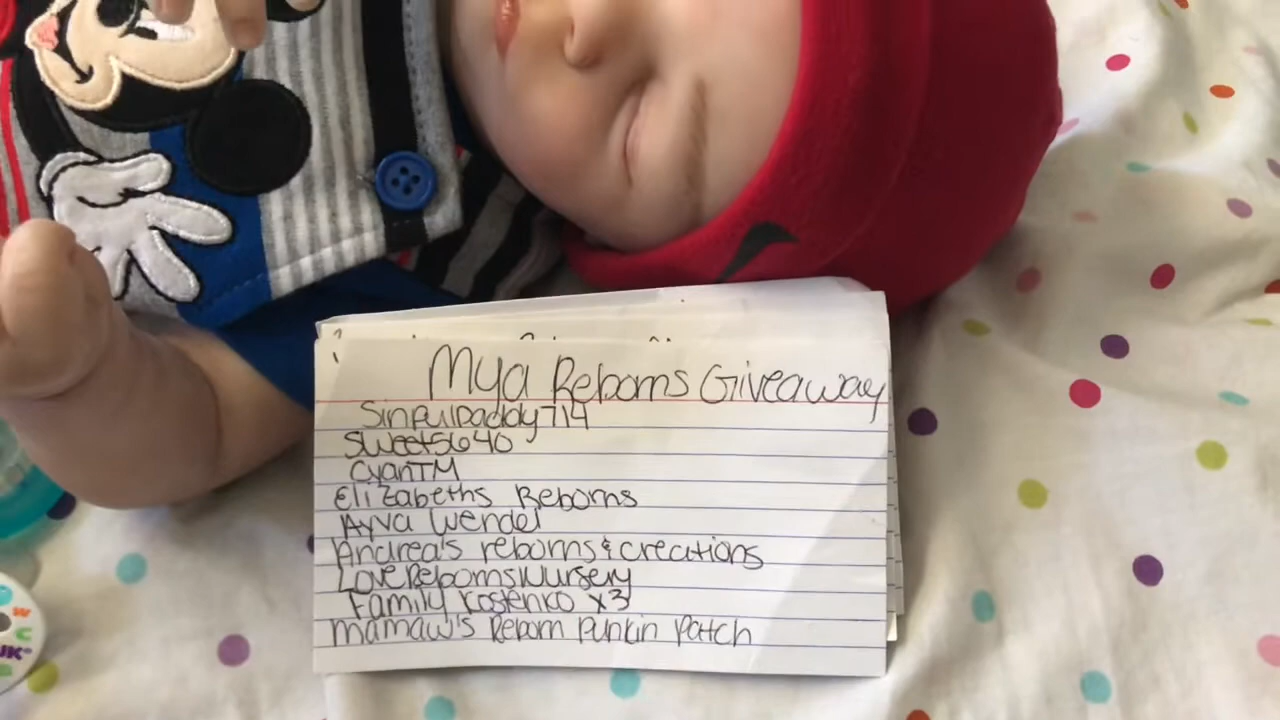 Mya Reborns Giveaway
Sinfuldaddy714
Sweet5640
CyanTM
Elizabeths Reborns
Ayva Wendel
Andrea's reborns & creations
LoveRebornsNursery
Family Kostenko x3
Mamaw's Reborn Punkin Patch